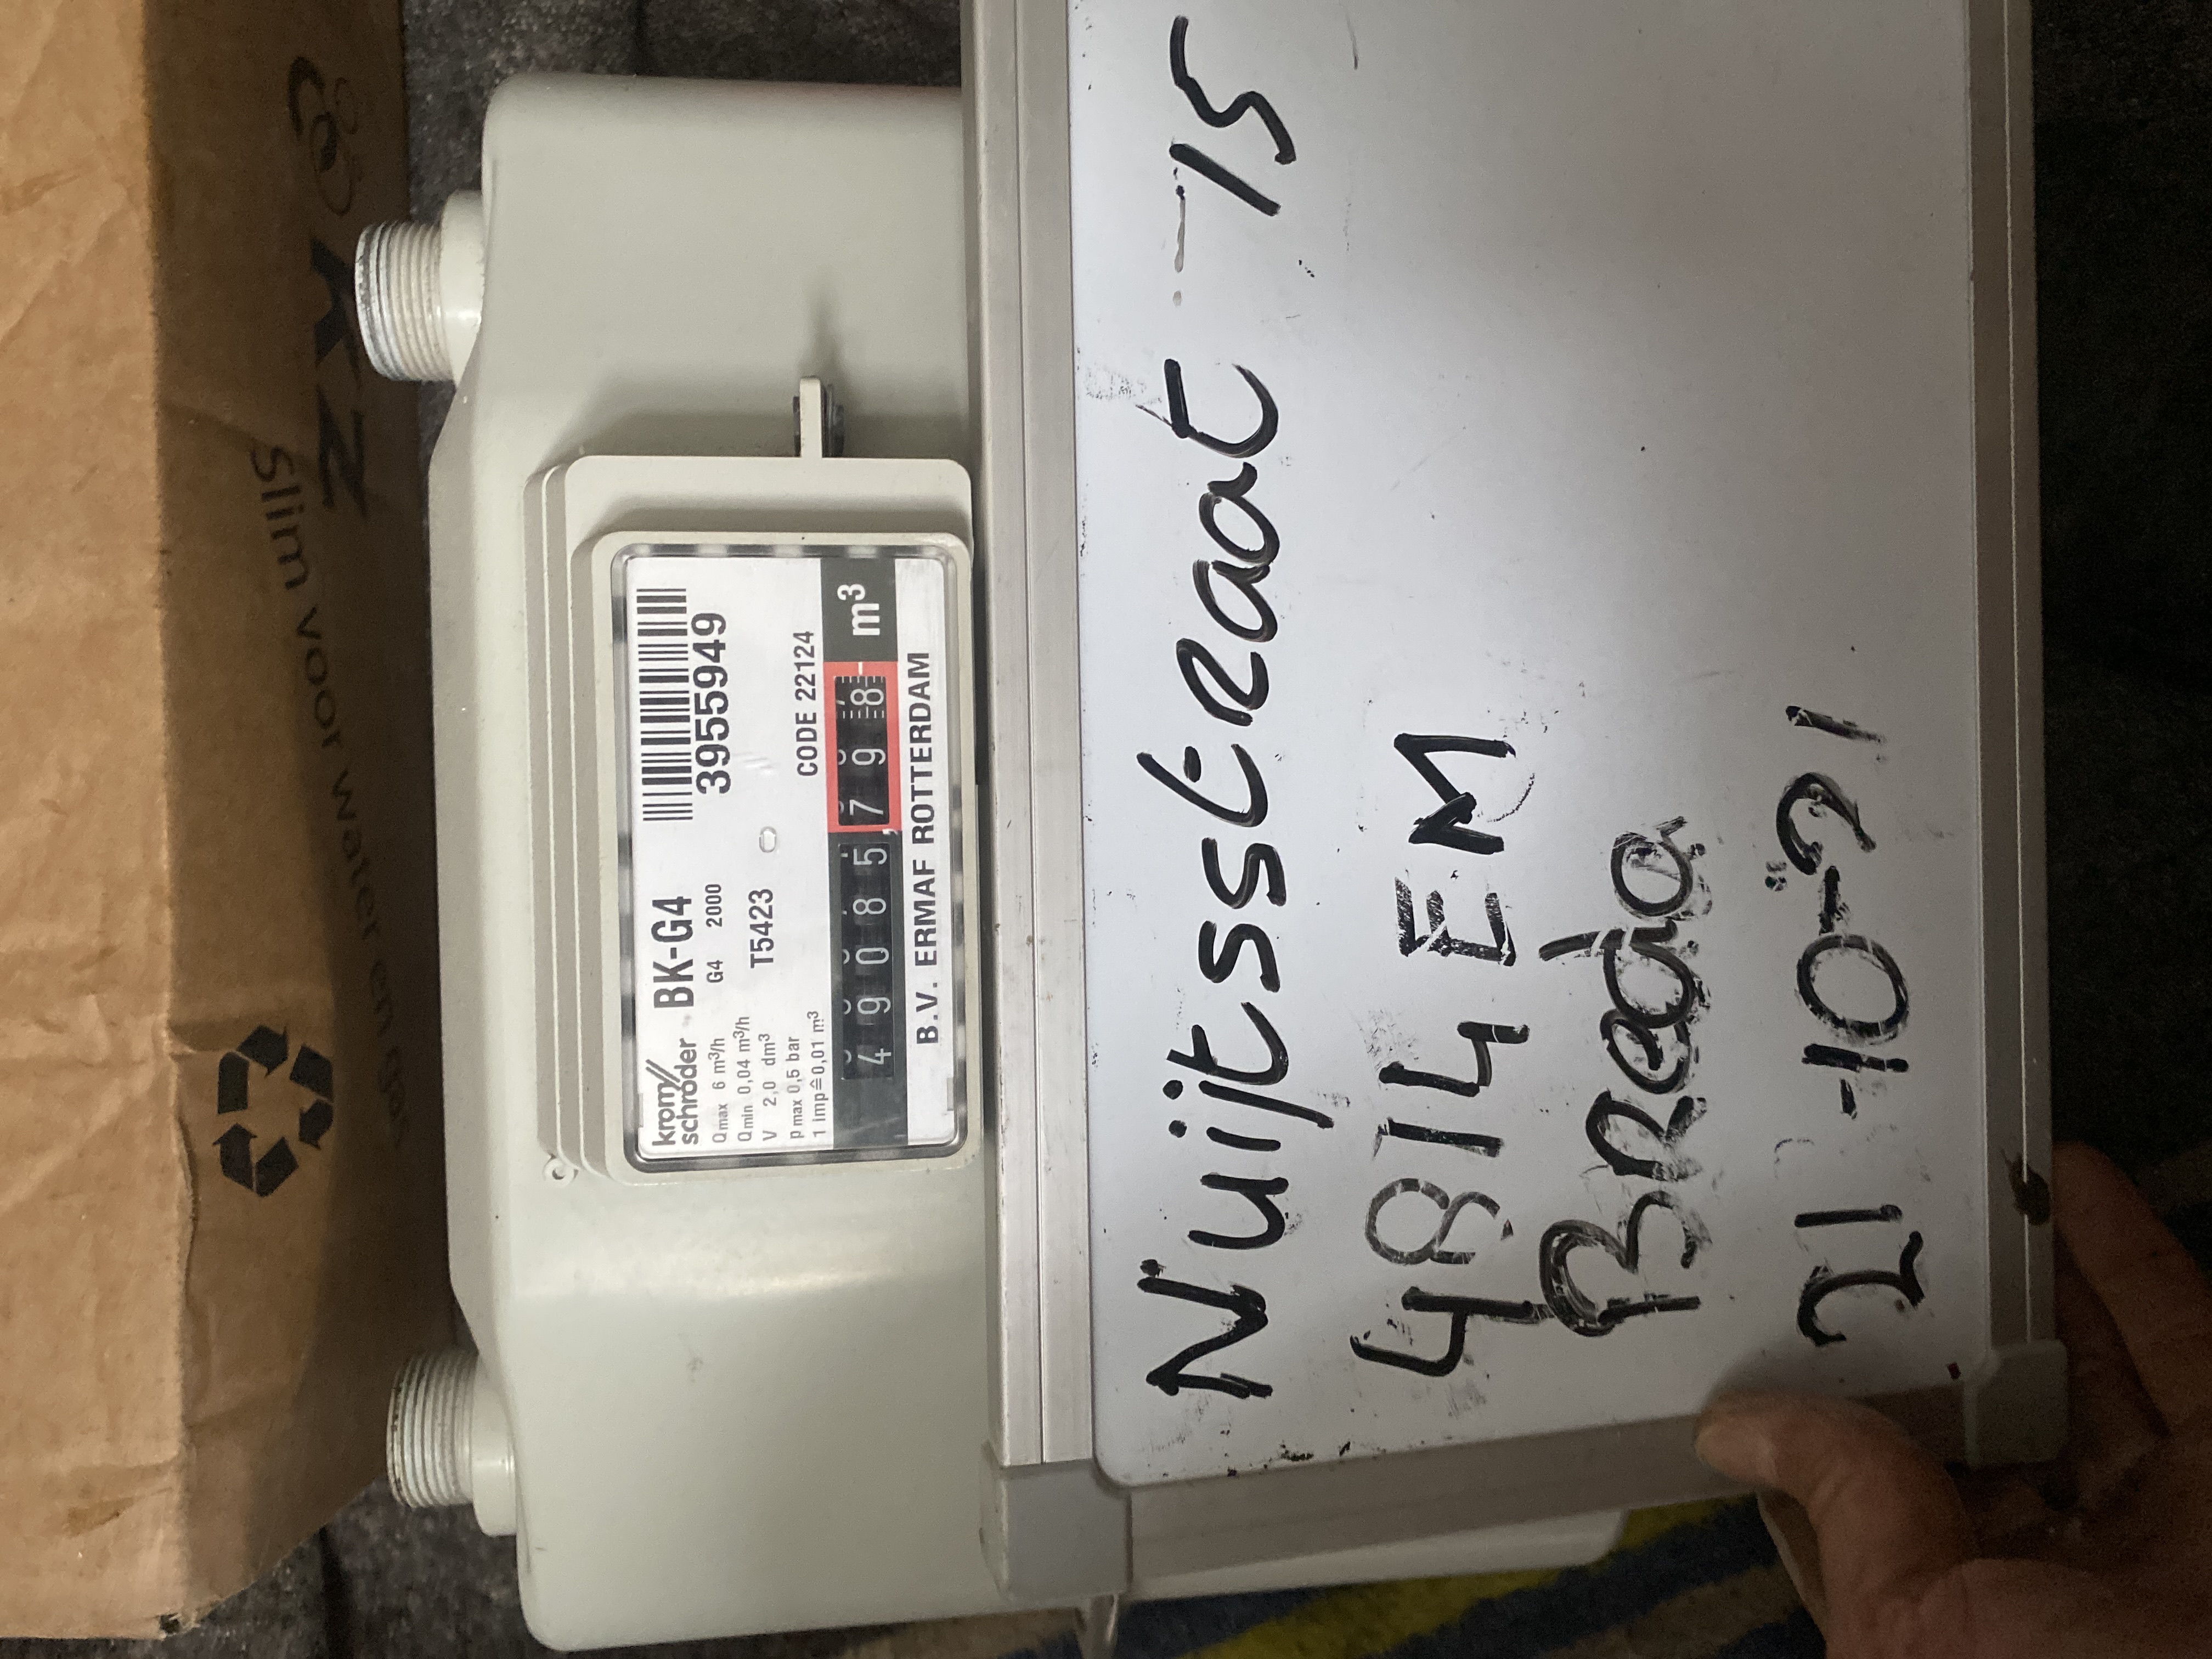 KZ
Slim voor water en gas
krom//
schröder
BK-G4
3955949
Qmax 6 m³/h
G4 2000
Qmin 0,04 m³/h
V 2,0 dm³
T5423
pmax 0,5 bar
1 imp≙0,01 m³
CODE 22124
49085,798 m³
B.V. ERMAF ROTTERDAM
Nuijtsstraat 15
4814 EM
Breda
21-10-21